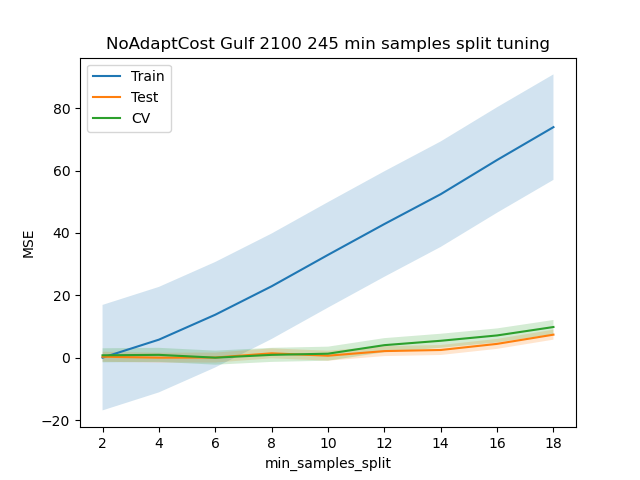 NoAdaptCost Gulf 2100 245 min samples split tuning
Train
Test
CV
MSE
80
60
40
20
0
−20
2 4 6 8 10 12 14 16 18
min_samples_split